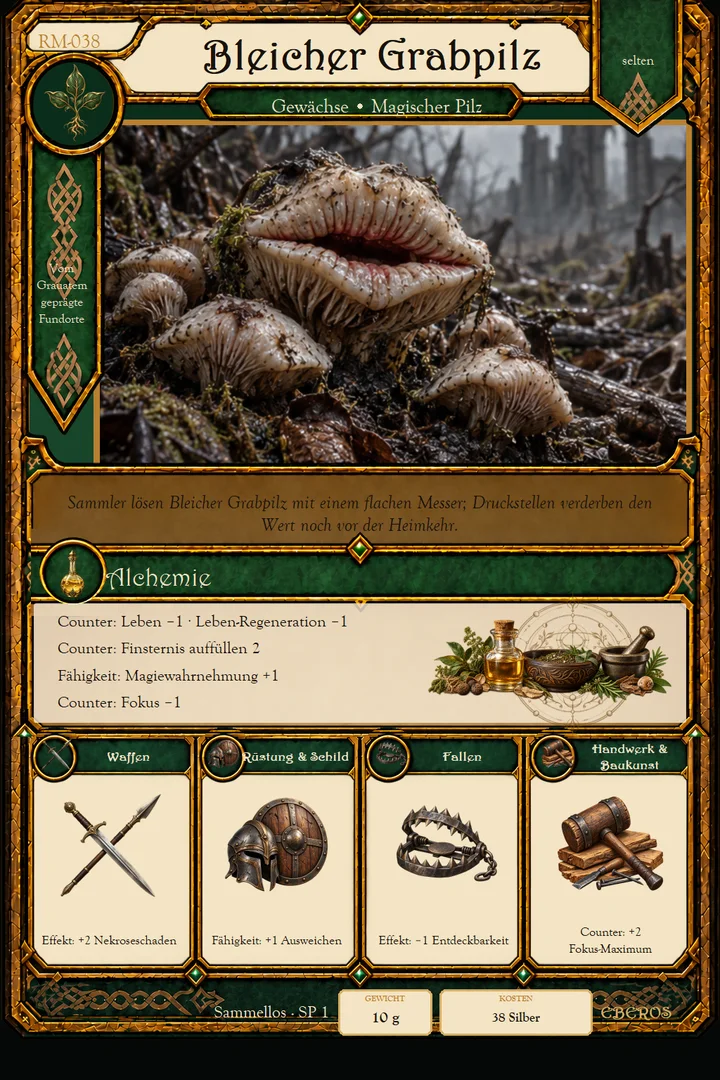 RM-038
Bleicher Grabpilz
selten
Gewächse • Magischer Pilz
Vom
Grauatem
geprägte
Fundorte
Sammler lösen Bleicher Grabpilz mit einem flachen Messer; Druckstellen verderben den
Wert noch vor der Heimkehr.
Alchemie
Counter: Leben −1 · Leben-Regeneration −1
Counter: Finsternis auffüllen 2
Fähigkeit: Magiewahrnehmung +1
Counter: Fokus −1
Waffen
Rüstung & Schild
Fallen
Handwerk &
Baukunst
Effekt: +2 Nekroseschaden
Fähigkeit: +1 Ausweichen
Effekt: −1 Entdeckbarkeit
Counter: +2
Fokus-Maximum
Sammellos · SP 1
GEWICHT
10 g
KOSTEN
38 Silber
EBEROS